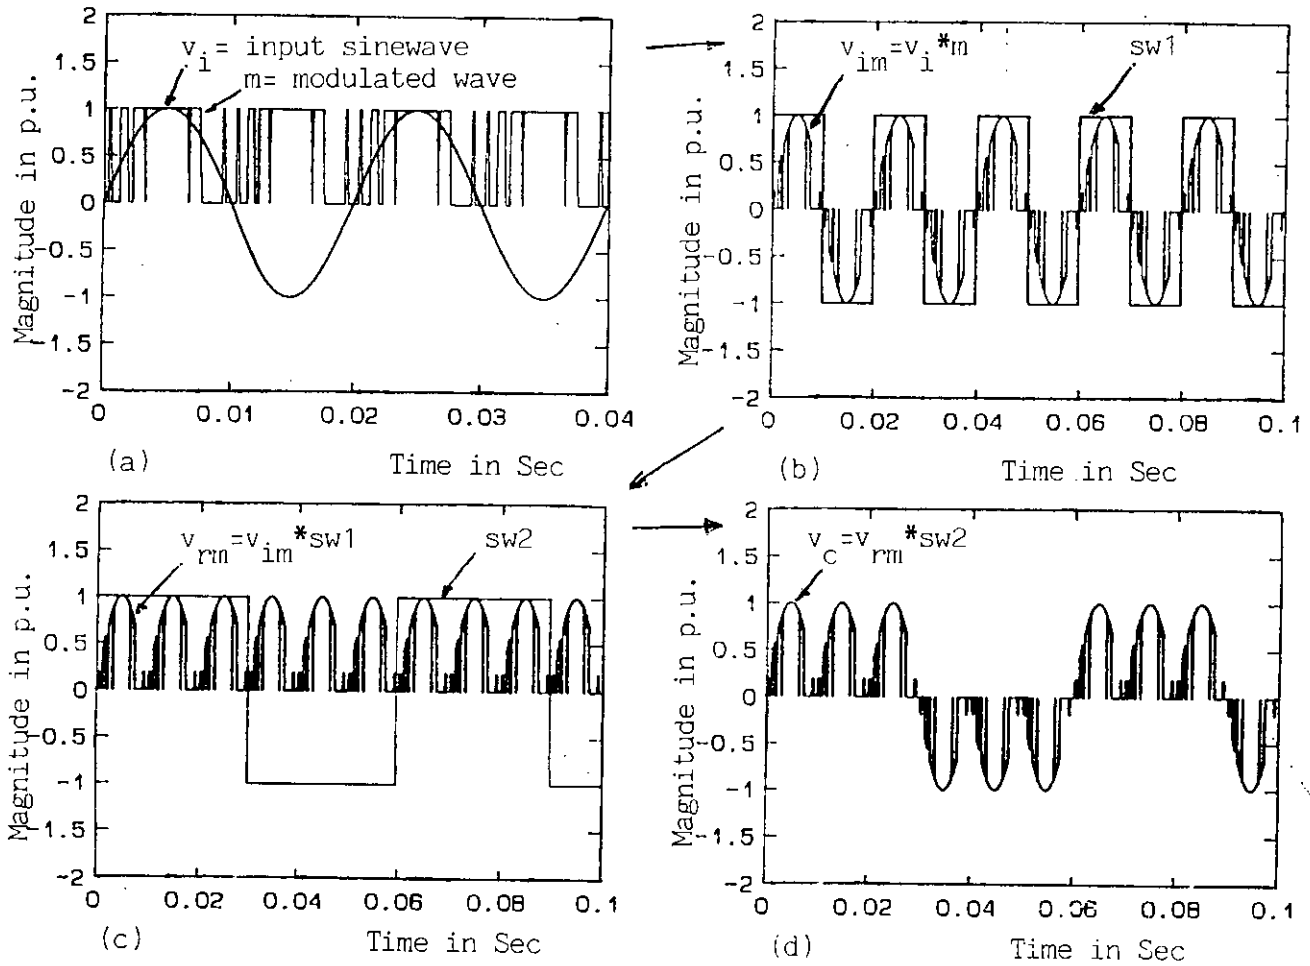 2
1.5
1
0.5
0
-0.5
-1
-1.5
-2
Magnitude in p.u.
v_i= input sinewave
m= modulated wave
0 0.01 0.02 0.03 0.04
(a) Time in Sec
2
1.5
1
0.5
0
-0.5
-1
-1.5
-2
Magnitude in p.u.
v_im=v_i*m
sw1
0 0.02 0.04 0.06 0.08 0.1
(b) Time in Sec
2
1.5
1
0.5
0
-0.5
-1
-1.5
-2
Magnitude in p.u.
v_rm=v_im*sw1
sw2
0 0.02 0.04 0.06 0.08 0.1
(c) Time in Sec
2
1.5
1
0.5
0
-0.5
-1
-1.5
-2
Magnitude in p.u.
v_c=v_rm*sw2
0 0.02 0.04 0.06 0.08 0.1
(d) Time in Sec